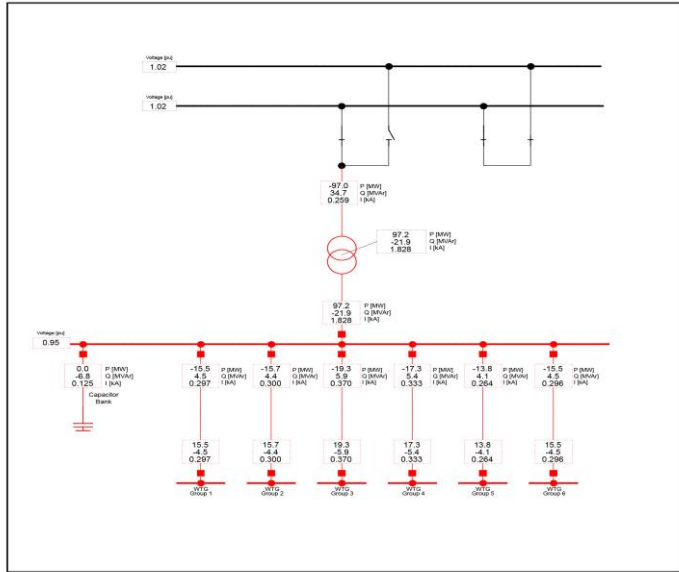 Voltage [pu]
1.02
Voltage [pu]
1.02
-97.0 P [MW]
34.7 Q [MVAr]
0.259 I [kA]
97.2 P [MW]
-21.9 Q [MVAr]
1.828 I [kA]
97.2 P [MW]
-21.9 Q [MVAr]
1.828 I [kA]
Voltage [pu]
0.95
0.0 P [MW] -15.5 P [MW] -15.7 P [MW] -19.3 P [MW] -17.3 P [MW] -13.8 P [MW] -15.5 P [MW]
-6.8 Q [MVAr] 4.5 Q [MVAr] 4.4 Q [MVAr] 5.9 Q [MVAr] 5.4 Q [MVAr] 4.1 Q [MVAr] 4.5 Q [MVAr]
0.125 I [kA] 0.297 I [kA] 0.300 I [kA] 0.370 I [kA] 0.333 I [kA] 0.264 I [kA] 0.296 I [kA]
Capacitor
Bank
15.5 15.7 19.3 17.3 13.8 15.5
-4.5 -4.4 -5.9 -5.4 -4.1 -4.5
0.297 0.300 0.370 0.333 0.264 0.296
WTG WTG WTG WTG WTG WTG
Group 1 Group 2 Group 3 Group 4 Group 5 Group 6